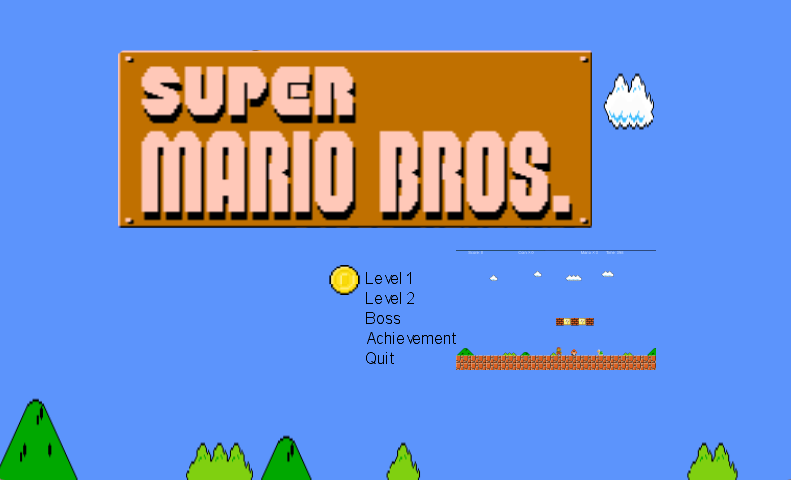 SUPER
MARIO BROS.
Level 1
Level 2
Boss
Achievement
Quit